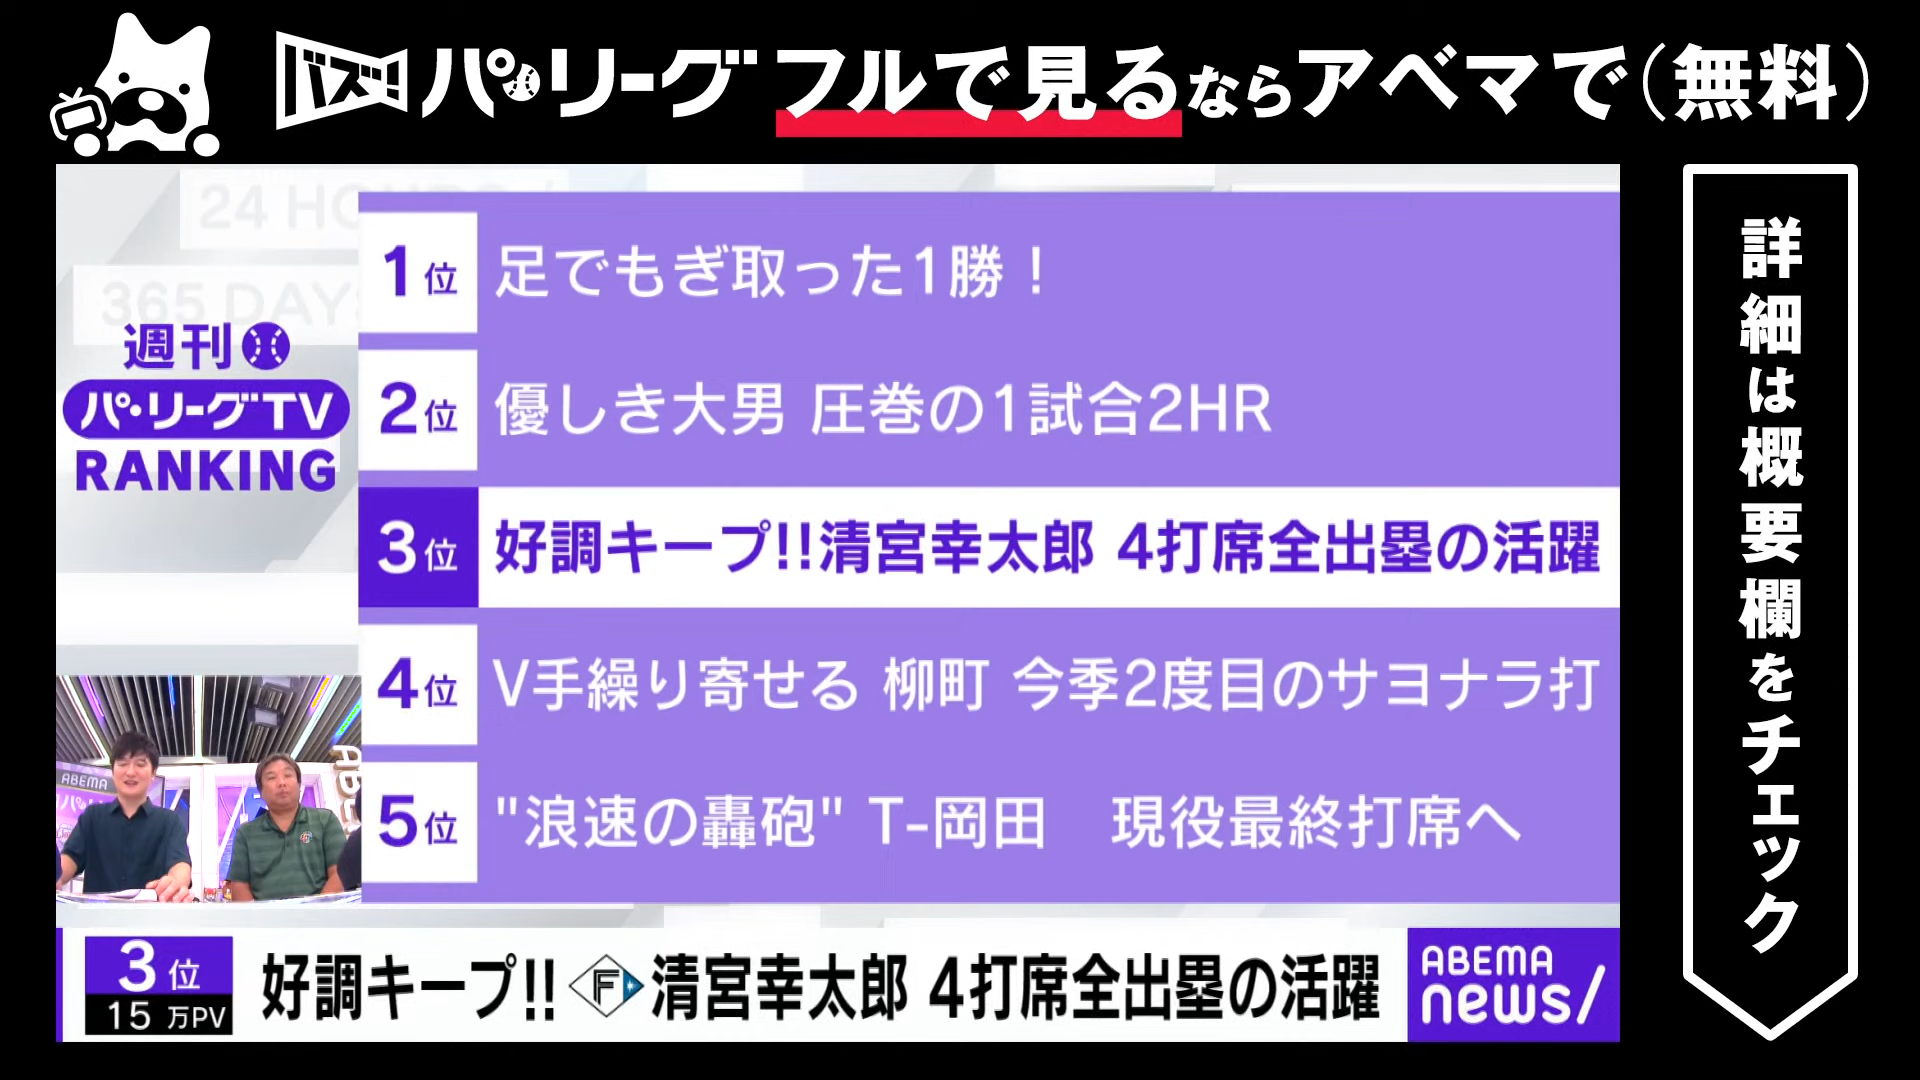 バズ!パ・リーグ フルで見るならアベマで(無料)
詳細は概要欄をチェック
24 HO
365 DAY
週刊
パ・リーグTV
RANKING
1位 足でもぎ取った1勝！
2位 優しき大男 圧巻の1試合2HR
3位 好調キープ!!清宮幸太郎 4打席全出塁の活躍
4位 V手繰り寄せる 柳町 今季2度目のサヨナラ打
5位 "浪速の轟砲" T-岡田 現役最終打席へ
ABEMA
3位
15万PV
好調キープ!! F 清宮幸太郎 4打席全出塁の活躍
ABEMA
news/